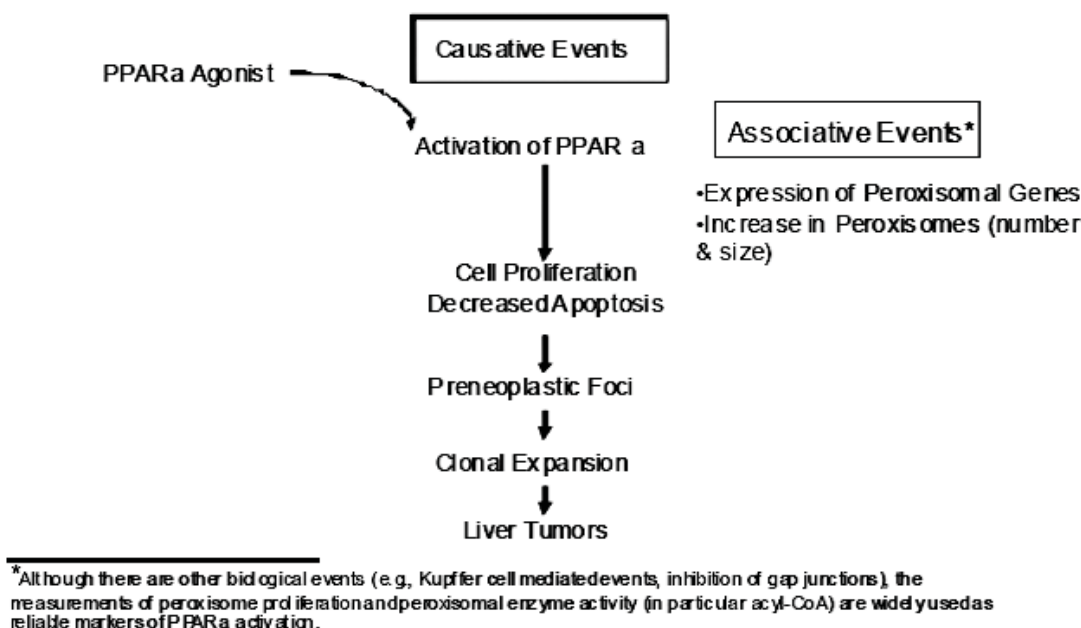 Causative Events
PPARa Agonist
Activation of PPAR a
Associative Events*
•Expression of Peroxisomal Genes
•Increase in Peroxisomes (number
& size)
Cell Proliferation
Decreased Apoptosis
Preneoplastic Foci
Clonal Expansion
Liver Tumors
*Although there are other biological events (e.g., Kupffer cell mediated events, inhibition of gap junctions), the
measurements of peroxisome proliferation and peroxisomal enzyme activity (in particular acyl-CoA) are widely used as
reliable markers of PPARa activation.